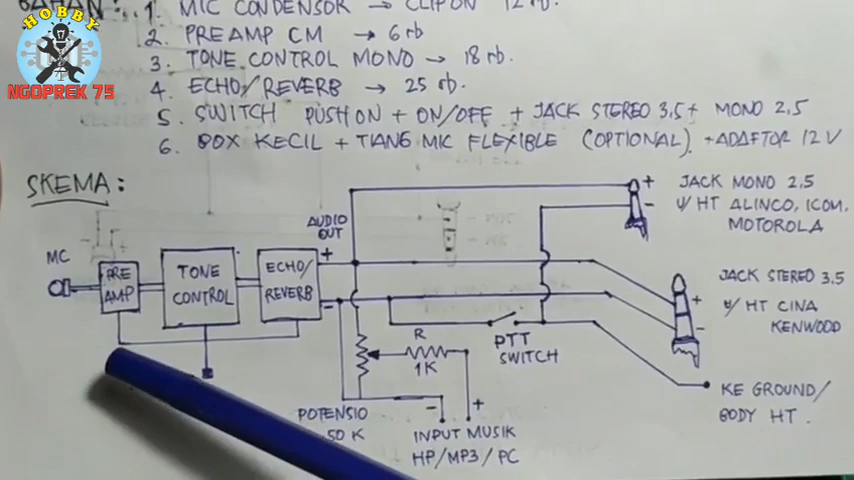 HOBBY
NGOPREK 75
BAHAN:
1. MIC CONDENSOR → CLIP ON 12 rb.
2. PREAMP CM → 6 rb
3. TONE CONTROL MONO → 18 rb.
4. ECHO/REVERB → 25 rb.
5. SWITCH PUSH ON + ON/OFF + JACK STEREO 3,5 + MONO 2,5
6. BOX KECIL + TIANG MIC FLEXIBLE (OPTIONAL) + ADAFTOR 12 V
SKEMA:
MC
PRE
AMP
TONE
CONTROL
ECHO/
REVERB
AUDIO
OUT
+
-
JACK MONO 2,5
U/ HT ALINCO, ICOM,
MOTOROLA
+
-
JACK STEREO 3,5
U/ HT CINA
KENWOOD
+
-
KE GROUND/
BODY HT.
PTT
SWITCH
R
1K
POTENSIO
50 K
- +
INPUT MUSIK
HP/MP3/PC